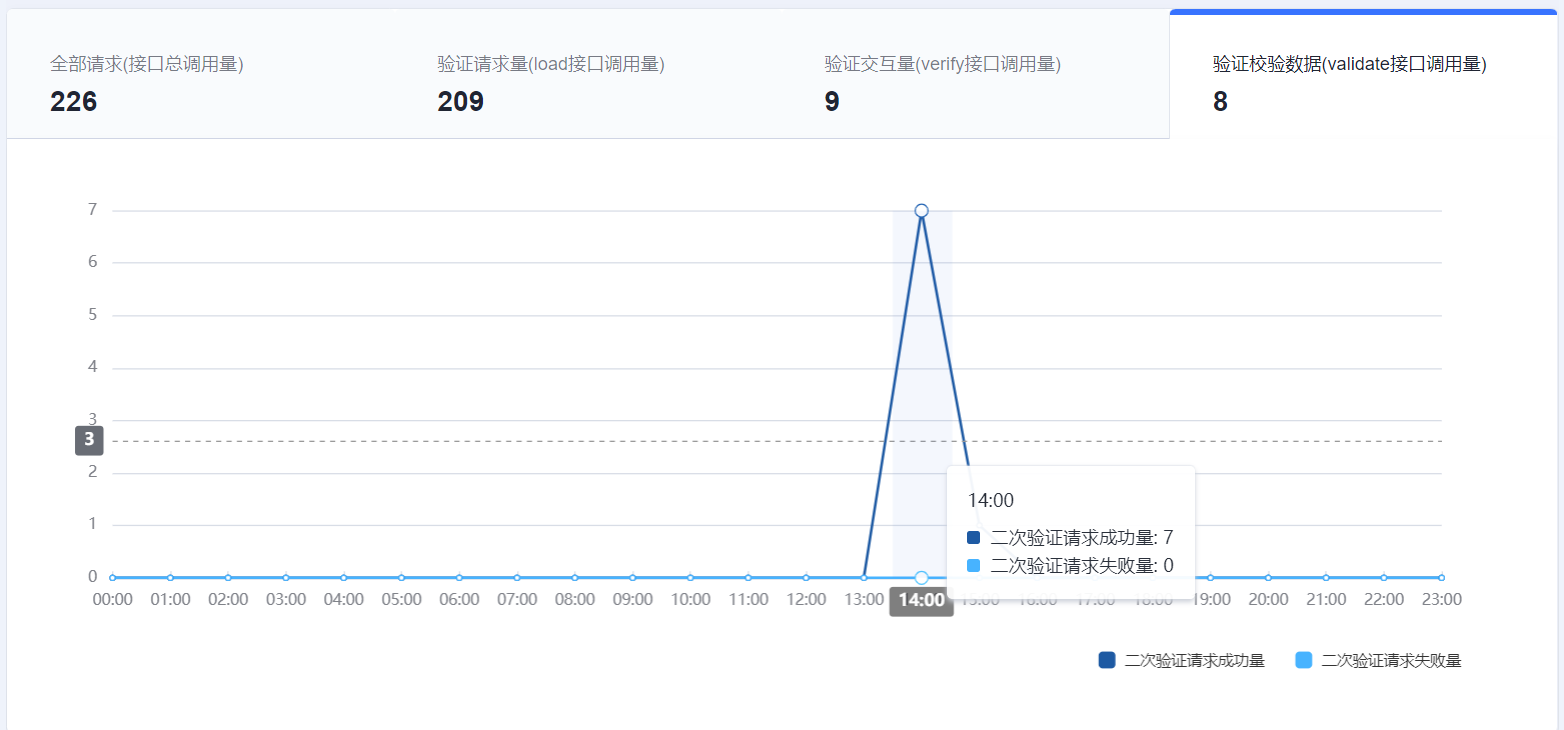 全部请求(接口总调用量)
226
验证请求量(load接口调用量)
209
验证交互量(verify接口调用量)
9
验证校验数据(validate接口调用量)
8
7
6
5
4
3
3
2
1
0
14:00
二次验证请求成功量: 7
二次验证请求失败量: 0
00:00 01:00 02:00 03:00 04:00 05:00 06:00 07:00 08:00 09:00 10:00 11:00 12:00 13:00 14:00 15:00 16:00 17:00 18:00 19:00 20:00 21:00 22:00 23:00
二次验证请求成功量 二次验证请求失败量